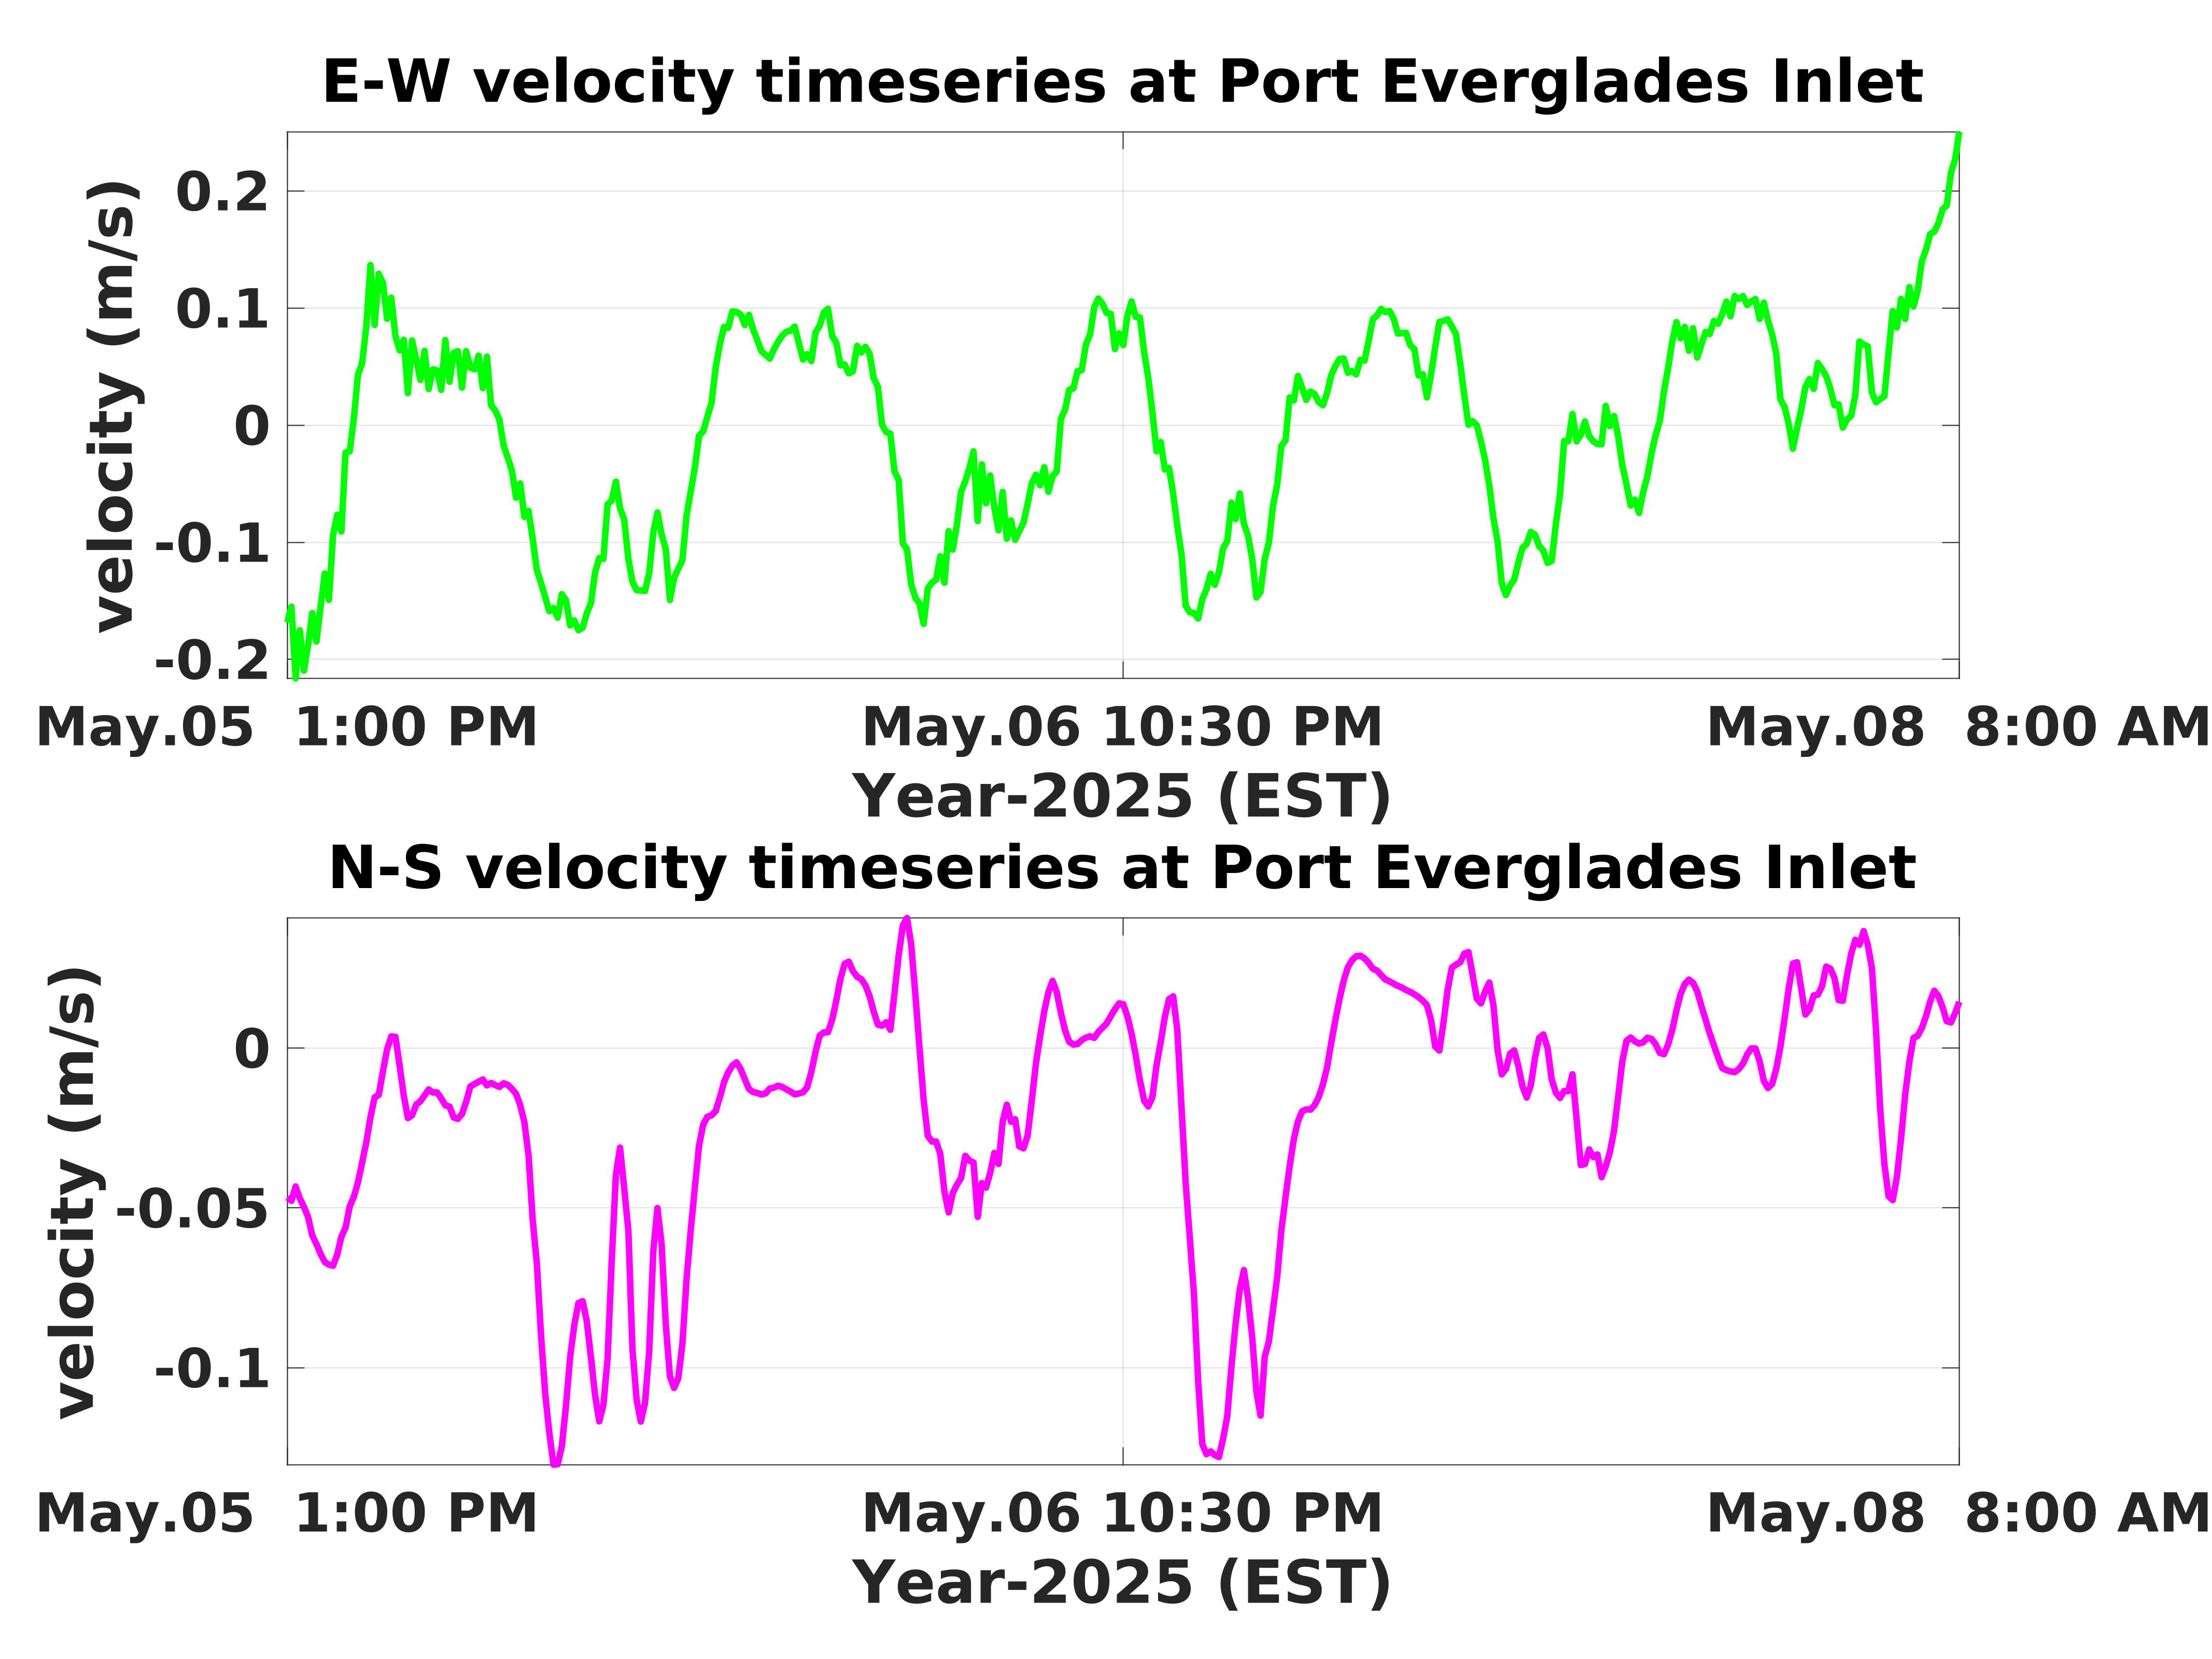 E-W velocity timeseries at Port Everglades Inlet
velocity (m/s)
0.2
0.1
0
-0.1
-0.2
May.05  1:00 PM
May.06 10:30 PM
May.08  8:00 AM
Year-2025 (EST)
N-S velocity timeseries at Port Everglades Inlet
velocity (m/s)
0
-0.05
-0.1
May.05  1:00 PM
May.06 10:30 PM
May.08  8:00 AM
Year-2025 (EST)